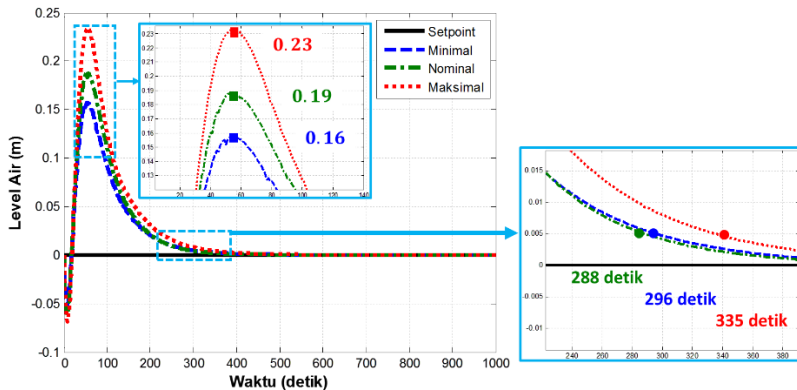 0.25
0.2
0.15
0.1
0.05
0
-0.05
-0.1
Level Air (m)
0 100 200 300 400 500 600 700 800 900 1000
Waktu (detik)
0.23
0.22
0.21
0.2
0.19
0.18
0.17
0.16
0.15
0.14
0.13
20 40 60 80 100 120 140
0.23
0.19
0.16
Setpoint
Minimal
Nominal
Maksimal
0.015
0.01
0.005
0
-0.005
-0.01
240 260 280 300 320 340 360 380
288 detik
296 detik
335 detik